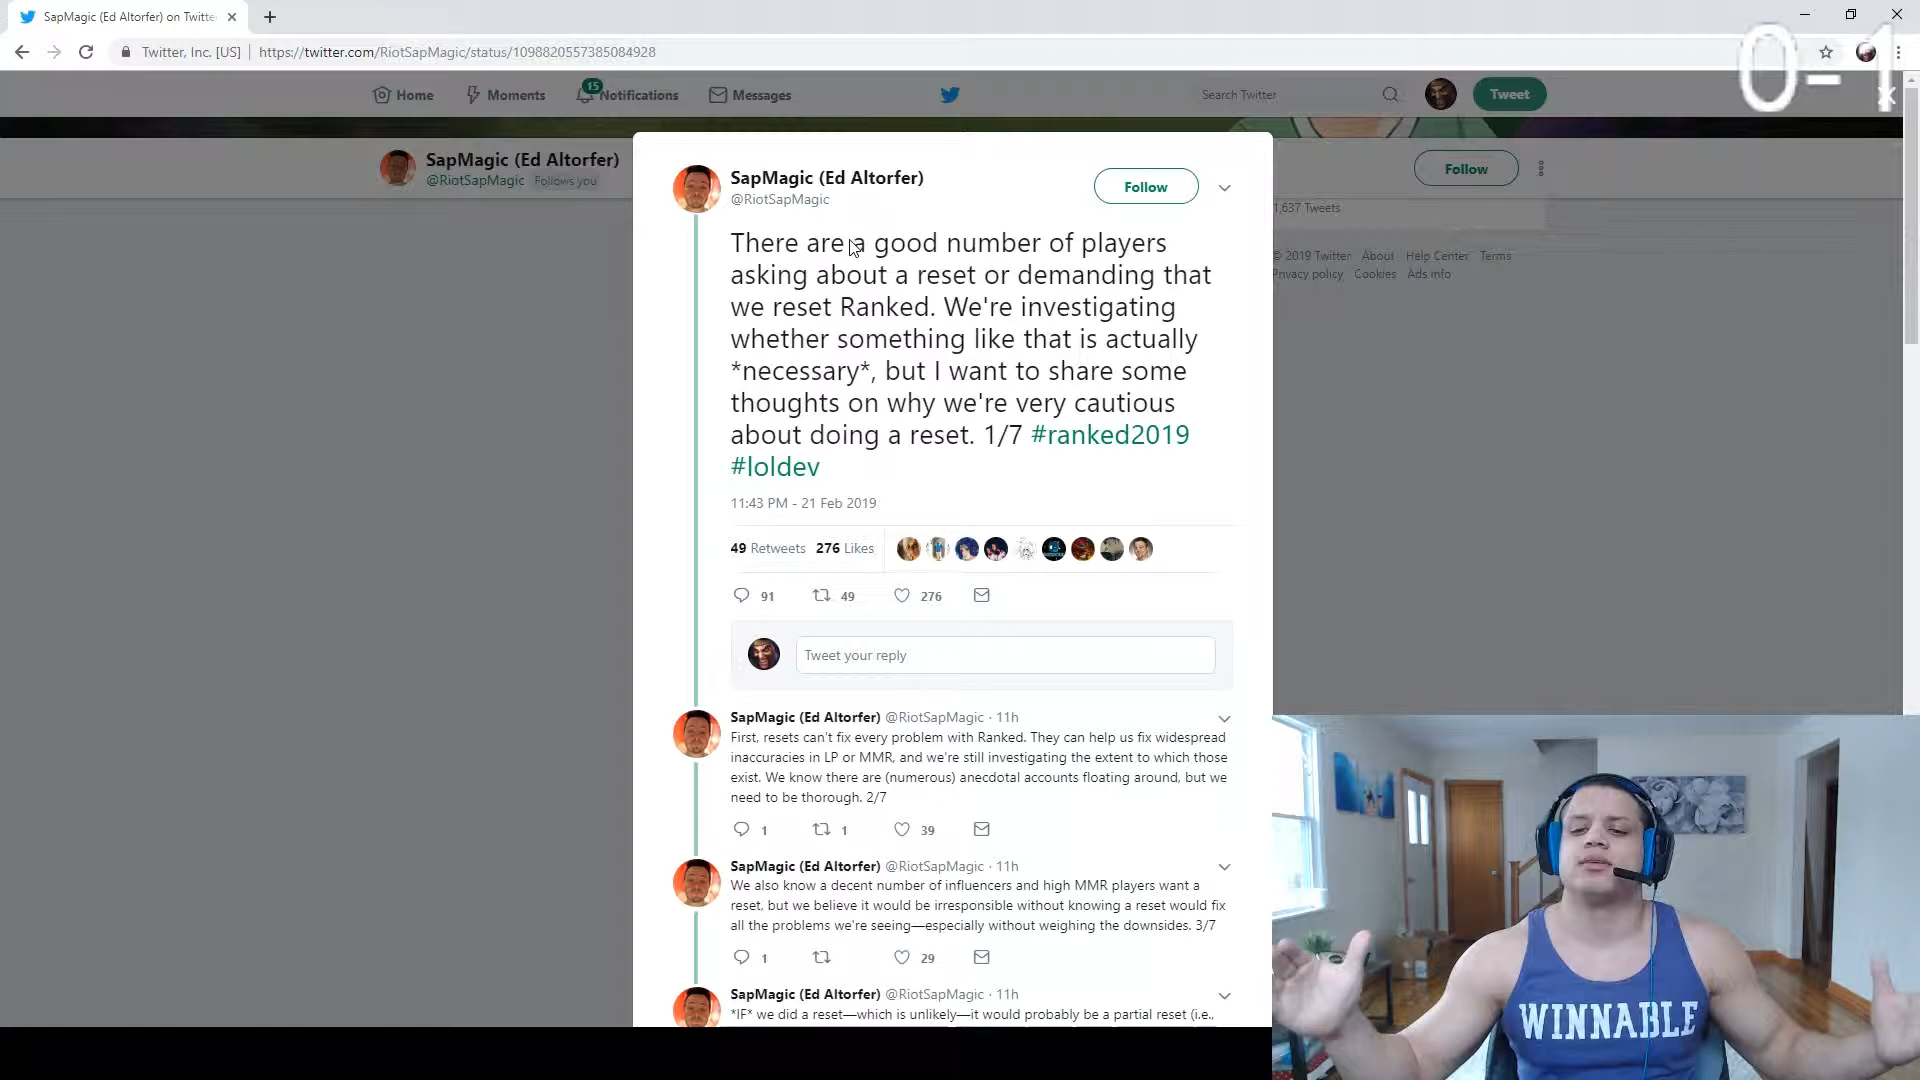 SapMagic (Ed Altorfer) on Twitte
Twitter, Inc. [US]
https://twitter.com/RiotSapMagic/status/1098820557385084928
0-1
Home
Moments
15
Notifications
Messages
Search Twitter
Tweet
SapMagic (Ed Altorfer)
@RiotSapMagic Follows you
Follow
1,637 Tweets
© 2019 Twitter About Help Center Terms
Privacy policy Cookies Ads info
SapMagic (Ed Altorfer)
@RiotSapMagic
Follow
There are a good number of players
asking about a reset or demanding that
we reset Ranked. We're investigating
whether something like that is actually
*necessary*, but I want to share some
thoughts on why we're very cautious
about doing a reset. 1/7 #ranked2019
#loldev
11:43 PM - 21 Feb 2019
49 Retweets 276 Likes
91 49 276
Tweet your reply
SapMagic (Ed Altorfer) @RiotSapMagic · 11h
First, resets can't fix every problem with Ranked. They can help us fix widespread
inaccuracies in LP or MMR, and we're still investigating the extent to which those
exist. We know there are (numerous) anecdotal accounts floating around, but we
need to be thorough. 2/7
1 1 39
SapMagic (Ed Altorfer) @RiotSapMagic · 11h
We also know a decent number of influencers and high MMR players want a
reset, but we believe it would be irresponsible without knowing a reset would fix
all the problems we're seeing—especially without weighing the downsides. 3/7
1 29
SapMagic (Ed Altorfer) @RiotSapMagic · 11h
*IF* we did a reset—which is unlikely—it would probably be a partial reset (i.e.,
WINNABLE